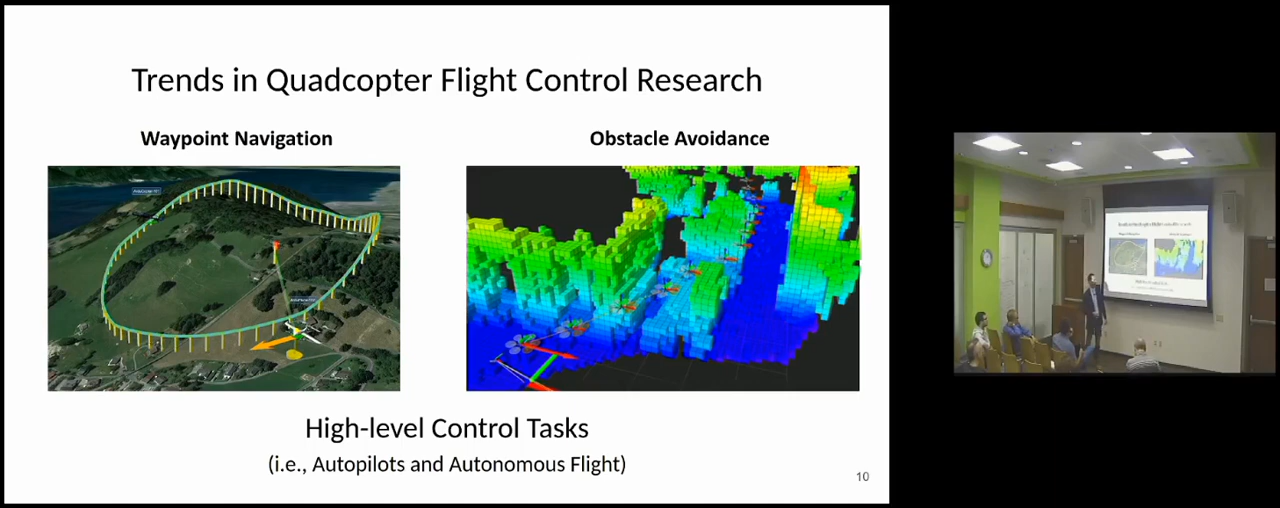 Trends in Quadcopter Flight Control Research
Waypoint Navigation
Obstacle Avoidance
High-level Control Tasks
(i.e., Autopilots and Autonomous Flight)
10